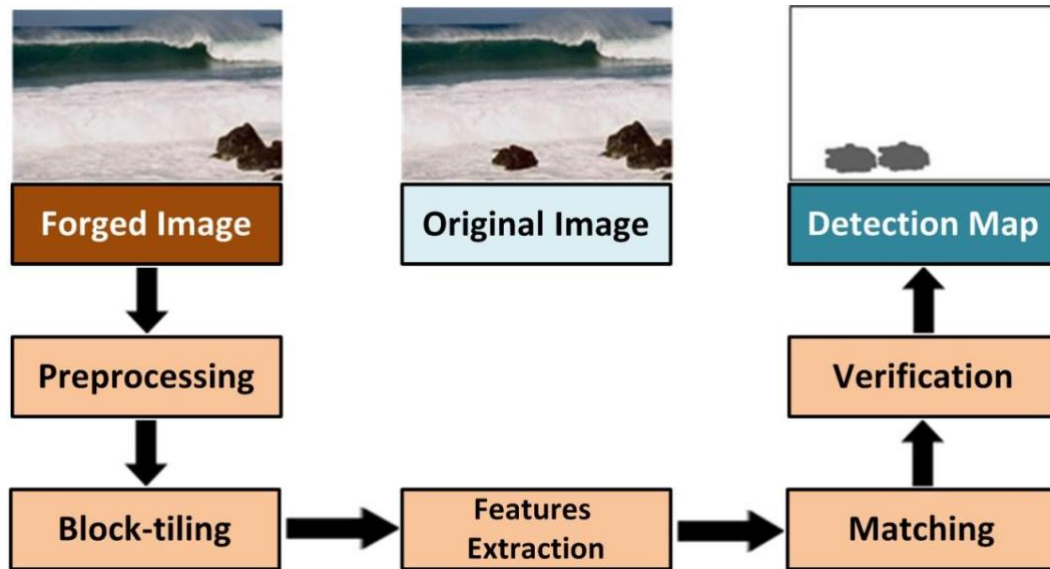 Forged Image
Original Image
Detection Map
Preprocessing
Verification
Block-tiling
Features
Extraction
Matching